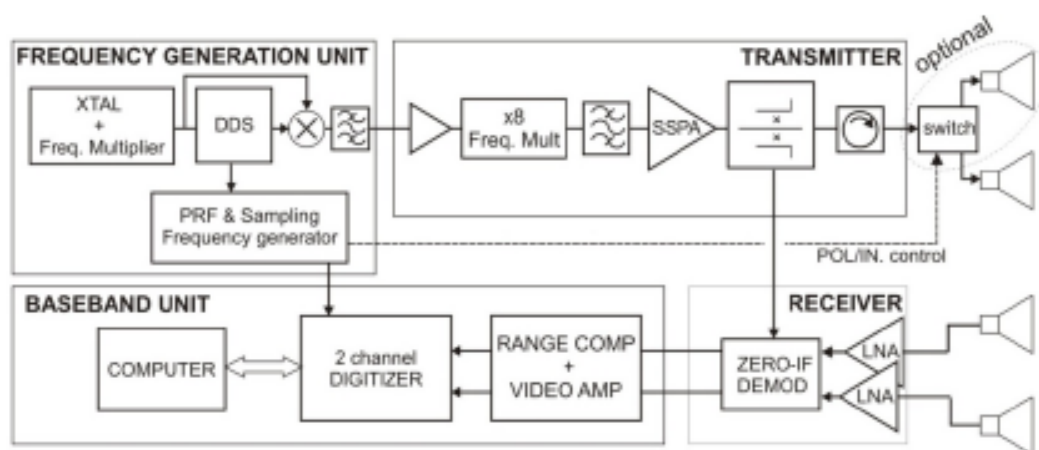 FREQUENCY GENERATION UNIT
XTAL
+
Freq. Multiplier
DDS
PRF & Sampling
Frequency generator
TRANSMITTER
x8
Freq. Mult
SSPA
optional
switch
POL/IN. control
BASEBAND UNIT
COMPUTER
2 channel
DIGITIZER
RANGE COMP
+
VIDEO AMP
RECEIVER
ZERO-IF
DEMOD
LNA
LNA